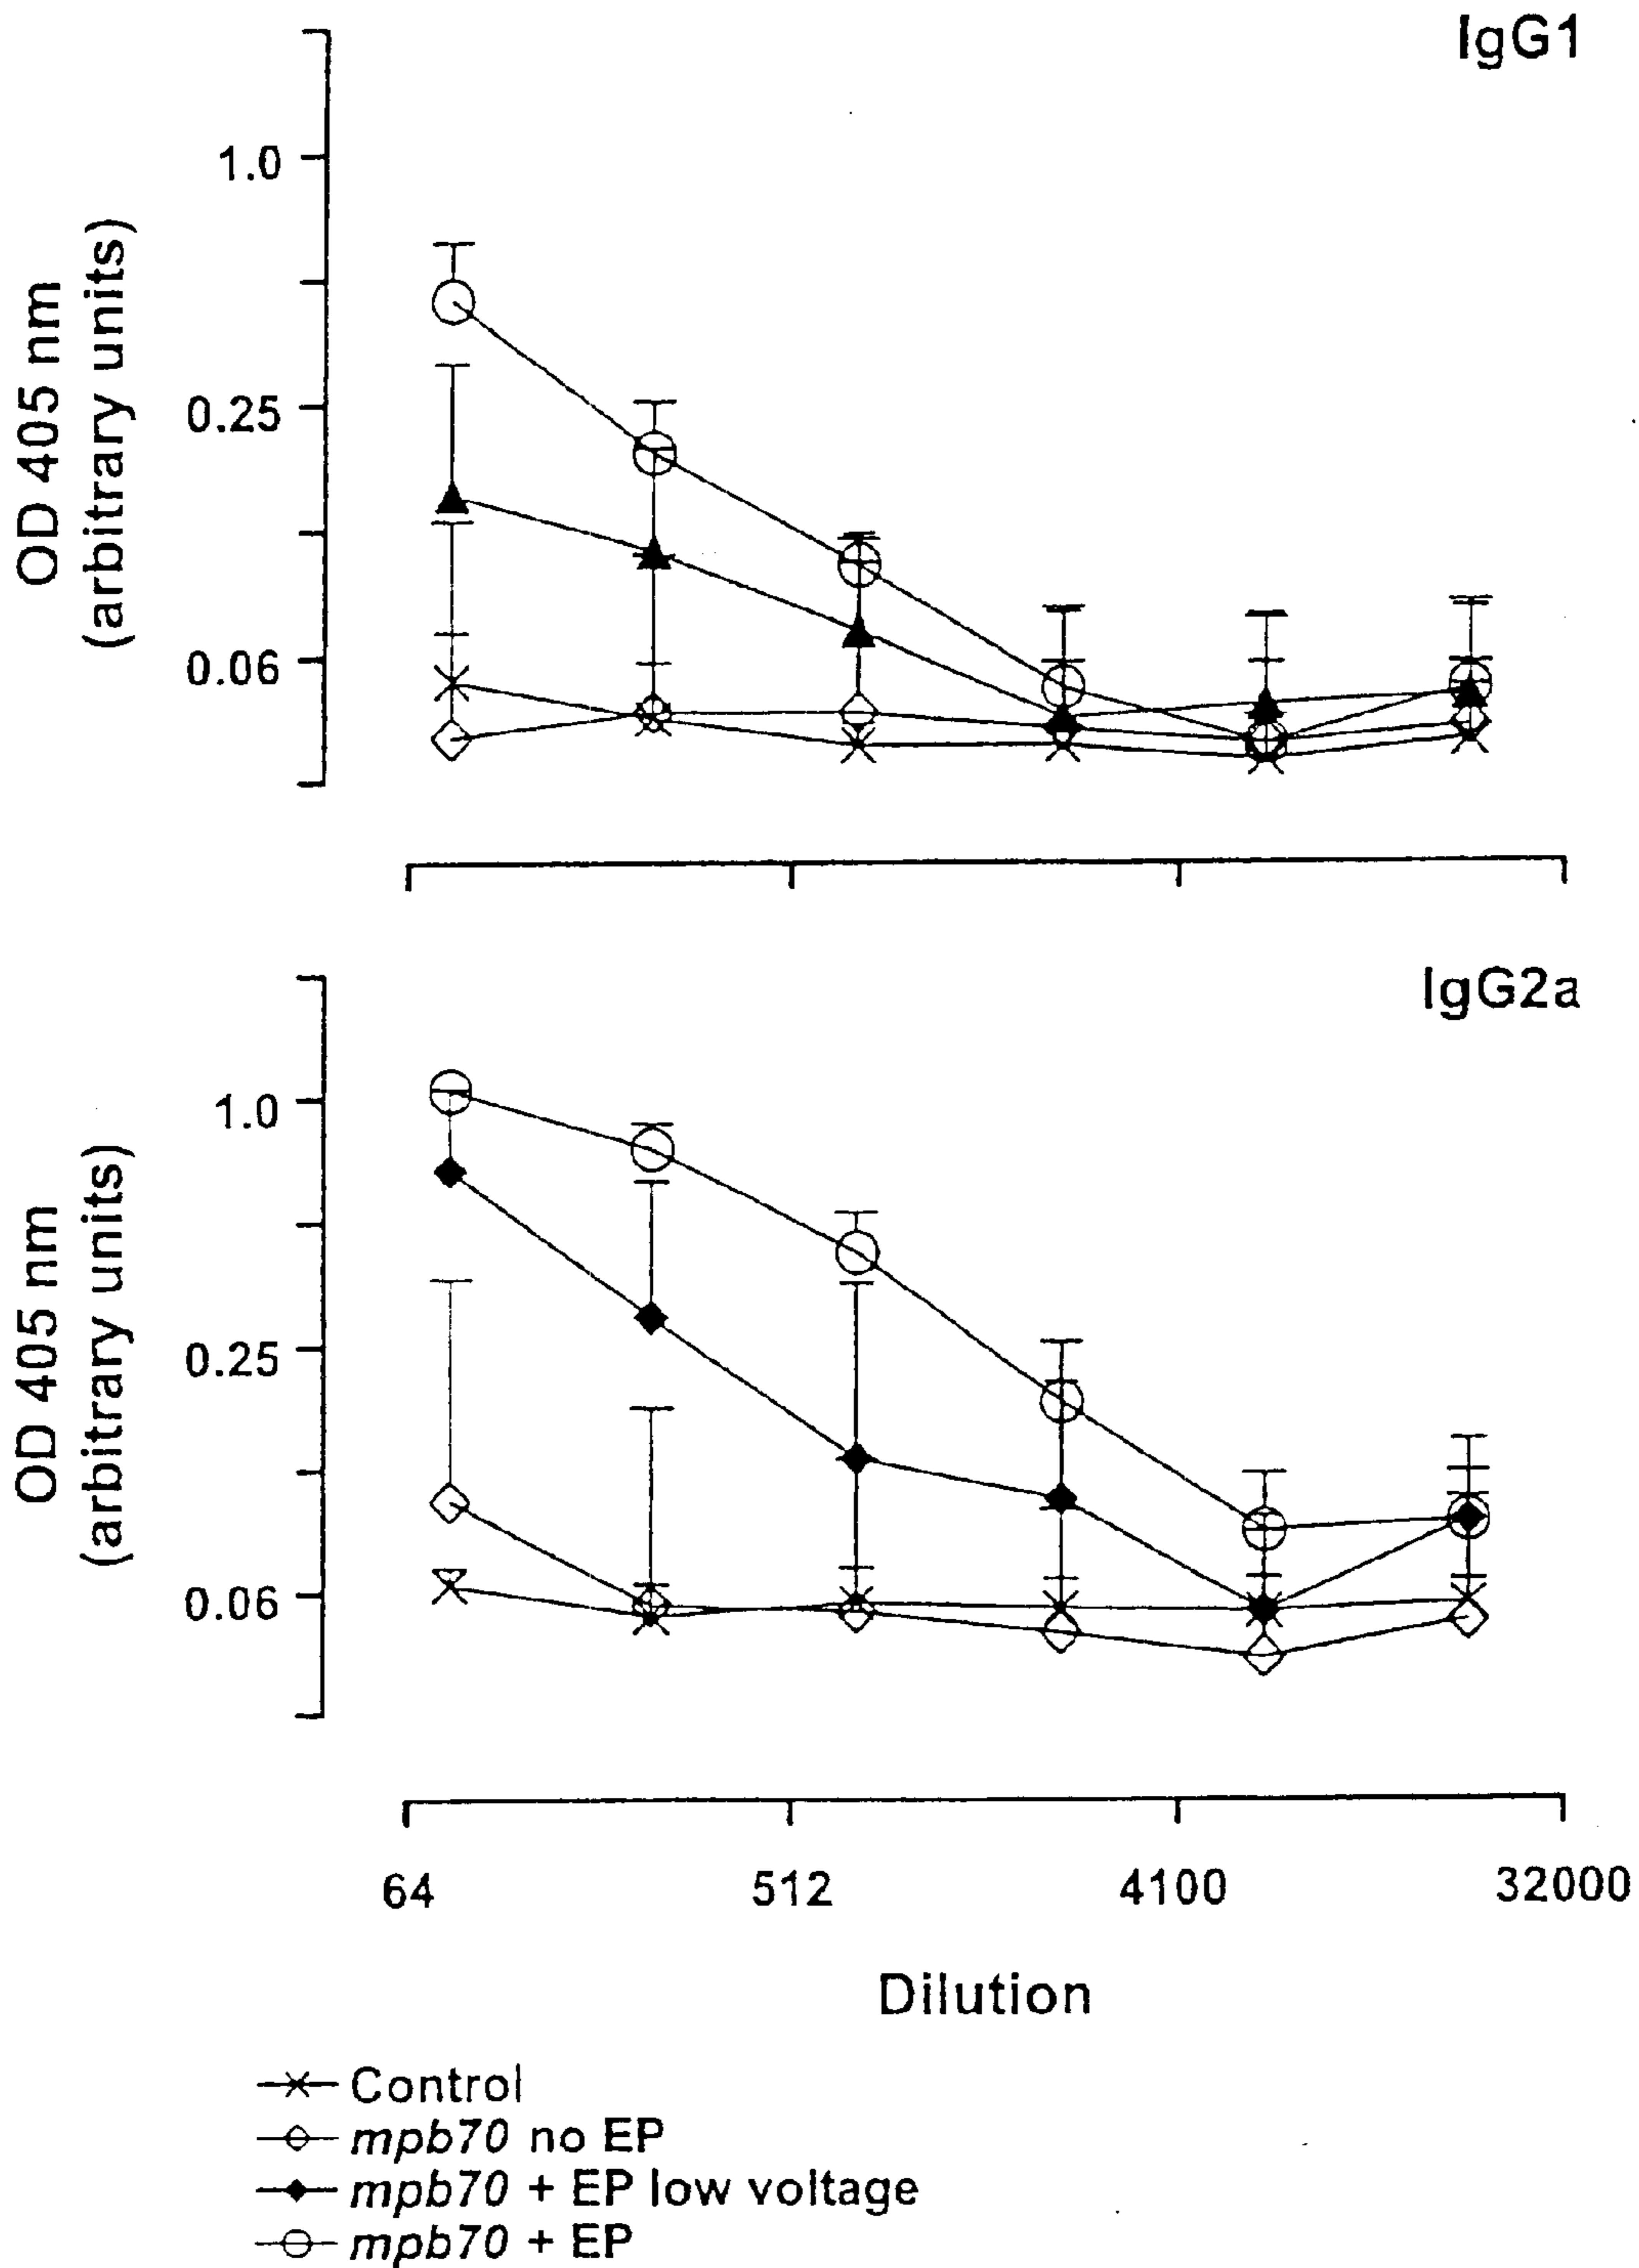 IgG1
1.0
0.25
0.06
OD 405 nm
(arbitrary units)
IgG2a
1.0
0.25
0.06
OD 405 nm
(arbitrary units)
64 512 4100 32000
Dilution
Control
mpb70 no EP
mpb70 + EP low voltage
mpb70 + EP